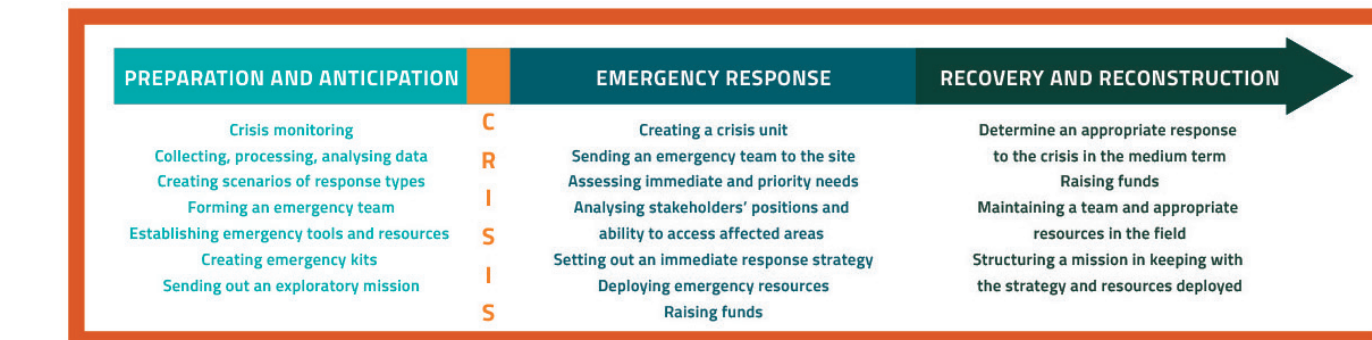 PREPARATION AND ANTICIPATION
Crisis monitoring
Collecting, processing, analysing data
Creating scenarios of response types
Forming an emergency team
Establishing emergency tools and resources
Creating emergency kits
Sending out an exploratory mission
C
R
I
S
I
S
EMERGENCY RESPONSE
Creating a crisis unit
Sending an emergency team to the site
Assessing immediate and priority needs
Analysing stakeholders' positions and
ability to access affected areas
Setting out an immediate response strategy
Deploying emergency resources
Raising funds
RECOVERY AND RECONSTRUCTION
Determine an appropriate response
to the crisis in the medium term
Raising funds
Maintaining a team and appropriate
resources in the field
Structuring a mission in keeping with
the strategy and resources deployed